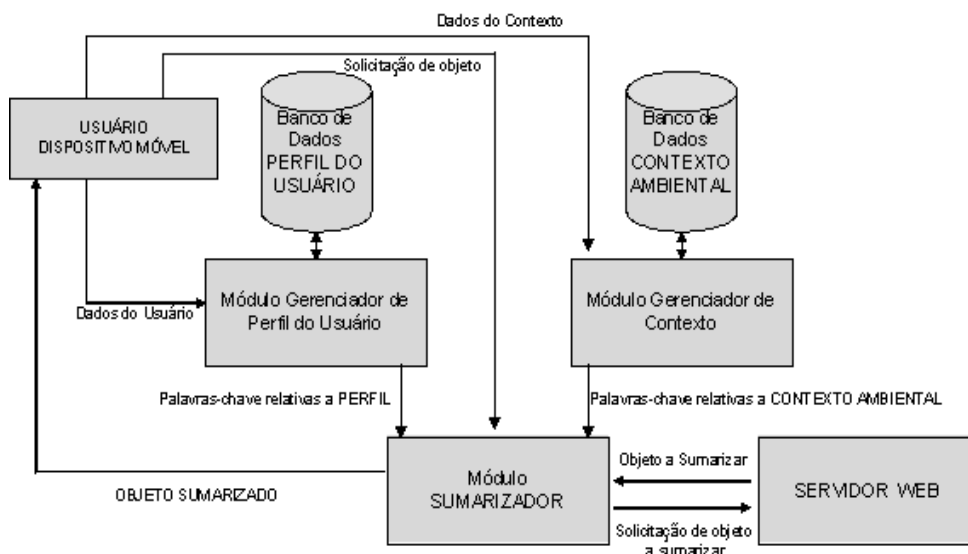 Dados do Contexto
Solicitação de objeto
USUÁRIO
DISPOSITIVO MÓVEL
Banco de
Dados
PERFIL DO
USUÁRIO
Banco de
Dados
CONTEXTO
AMBIENTAL
Dados do Usuário
Módulo Gerenciador de
Perfil do Usuário
Módulo Gerenciador de
Contexto
Palavras-chave relativas a PERFIL
Palavras-chave relativas a CONTEXTO AMBIENTAL
OBJETO SUMARIZADO
Módulo
SUMARIZADOR
Objeto a Sumarizar
Solicitação de objeto
a sumarizar
SERVIDOR WEB